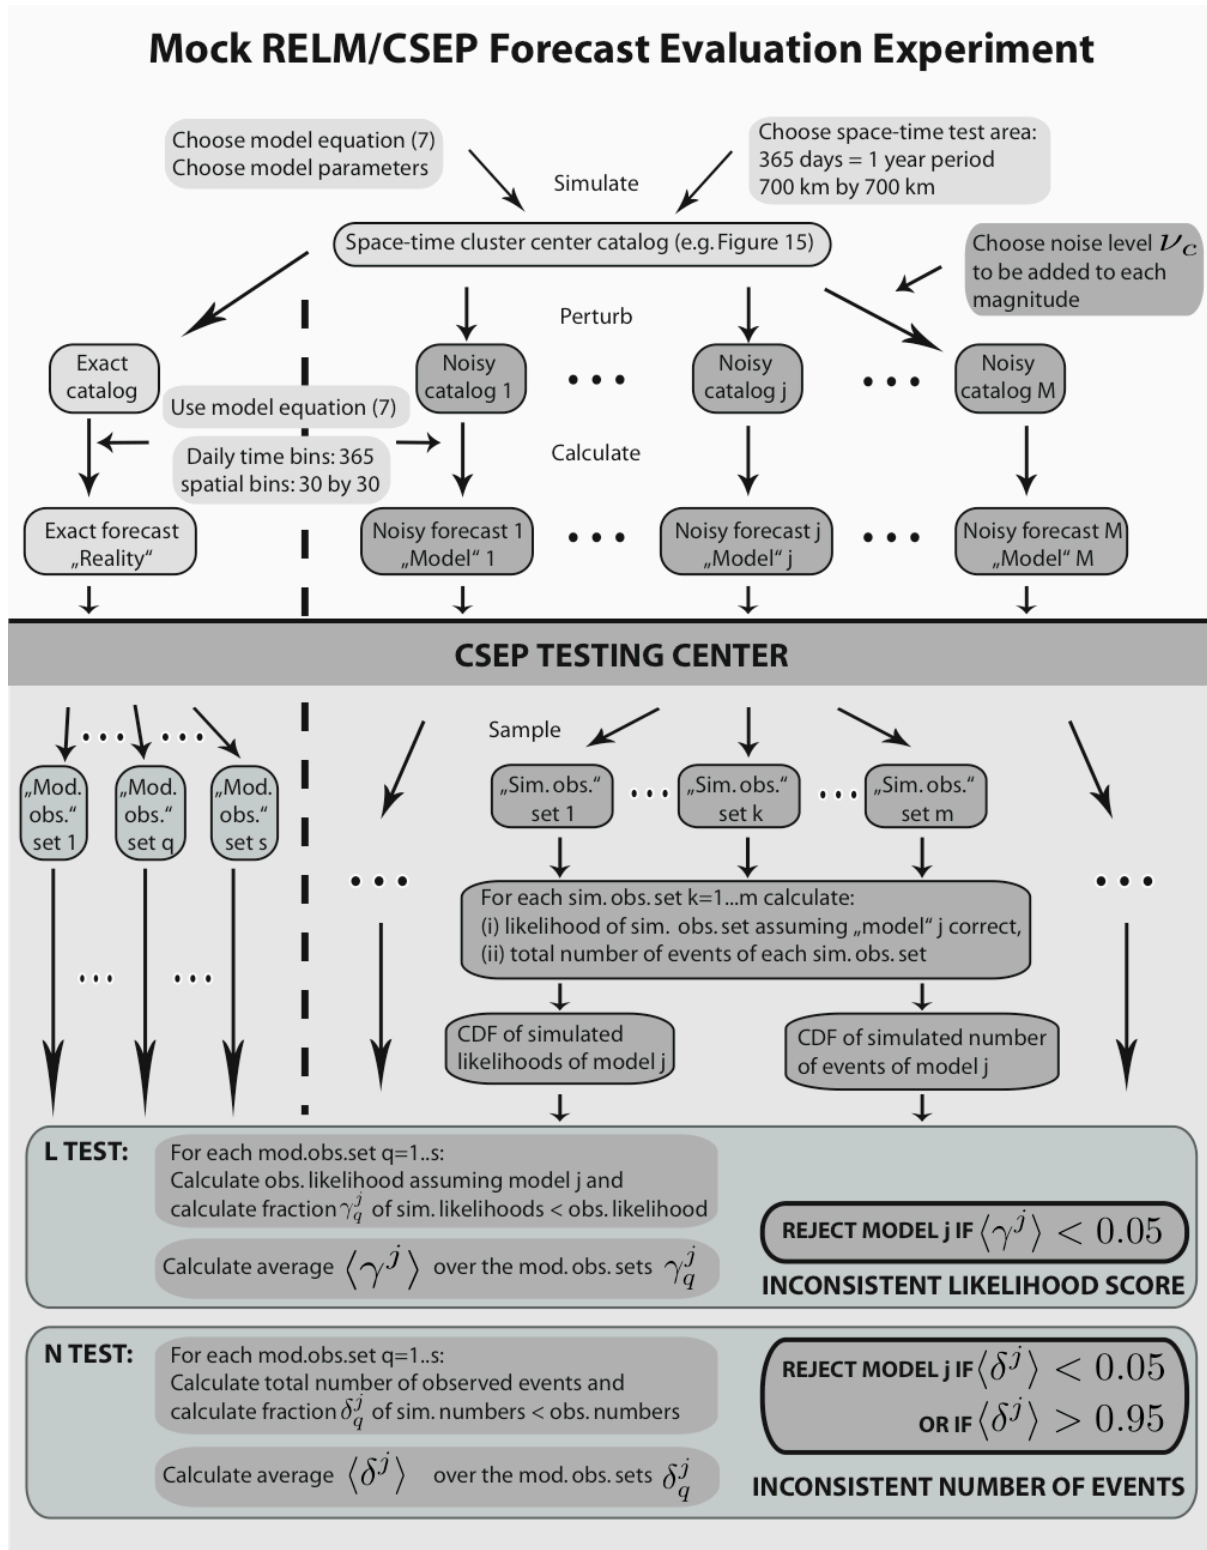 Mock RELM/CSEP Forecast Evaluation Experiment
Choose model equation (7)
Choose model parameters
Choose space-time test area:
365 days = 1 year period
700 km by 700 km
Simulate
Space-time cluster center catalog (e.g. Figure 15)
Choose noise level ν_c
to be added to each
magnitude
Perturb
Exact
catalog
Noisy
catalog 1
Noisy
catalog j
Noisy
catalog M
Use model equation (7)
Daily time bins: 365
spatial bins: 30 by 30
Calculate
Exact forecast
„Reality“
Noisy forecast 1
„Model“ 1
Noisy forecast j
„Model“ j
Noisy forecast M
„Model“ M
CSEP TESTING CENTER
Sample
„Mod.
obs.“
set 1
„Mod.
obs.“
set q
„Mod.
obs.“
set s
„Sim. obs.“
set 1
„Sim. obs.“
set k
„Sim. obs.“
set m
For each sim. obs. set k=1...m calculate:
(i) likelihood of sim. obs. set assuming „model“ j correct,
(ii) total number of events of each sim. obs. set
CDF of simulated
likelihoods of model j
CDF of simulated number
of events of model j
L TEST:
For each mod.obs.set q=1..s:
Calculate obs. likelihood assuming model j and
calculate fraction γ_q^j of sim. likelihoods < obs. likelihood
Calculate average ⟨γ^j⟩ over the mod. obs. sets γ_q^j
REJECT MODEL j IF ⟨γ^j⟩ < 0.05
INCONSISTENT LIKELIHOOD SCORE
N TEST:
For each mod.obs.set q=1..s:
Calculate total number of observed events and
calculate fraction δ_q^j of sim. numbers < obs. numbers
Calculate average ⟨δ^j⟩ over the mod. obs. sets δ_q^j
REJECT MODEL j IF ⟨δ^j⟩ < 0.05
OR IF ⟨δ^j⟩ > 0.95
INCONSISTENT NUMBER OF EVENTS